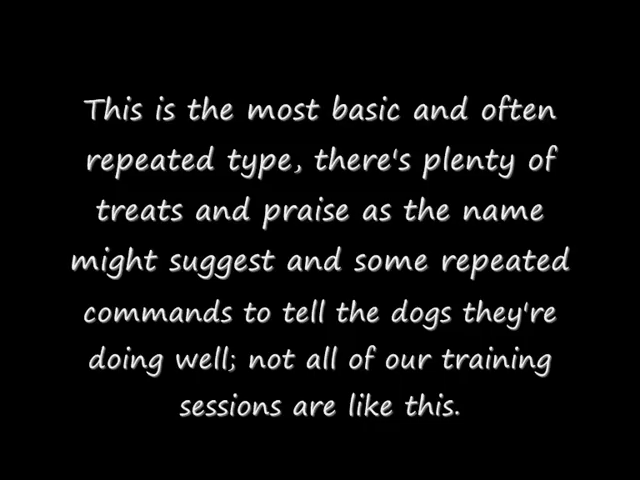 This is the most basic and often
repeated type, there's plenty of
treats and praise as the name
might suggest and some repeated
commands to tell the dogs they're
doing well; not all of our training
sessions are like this.